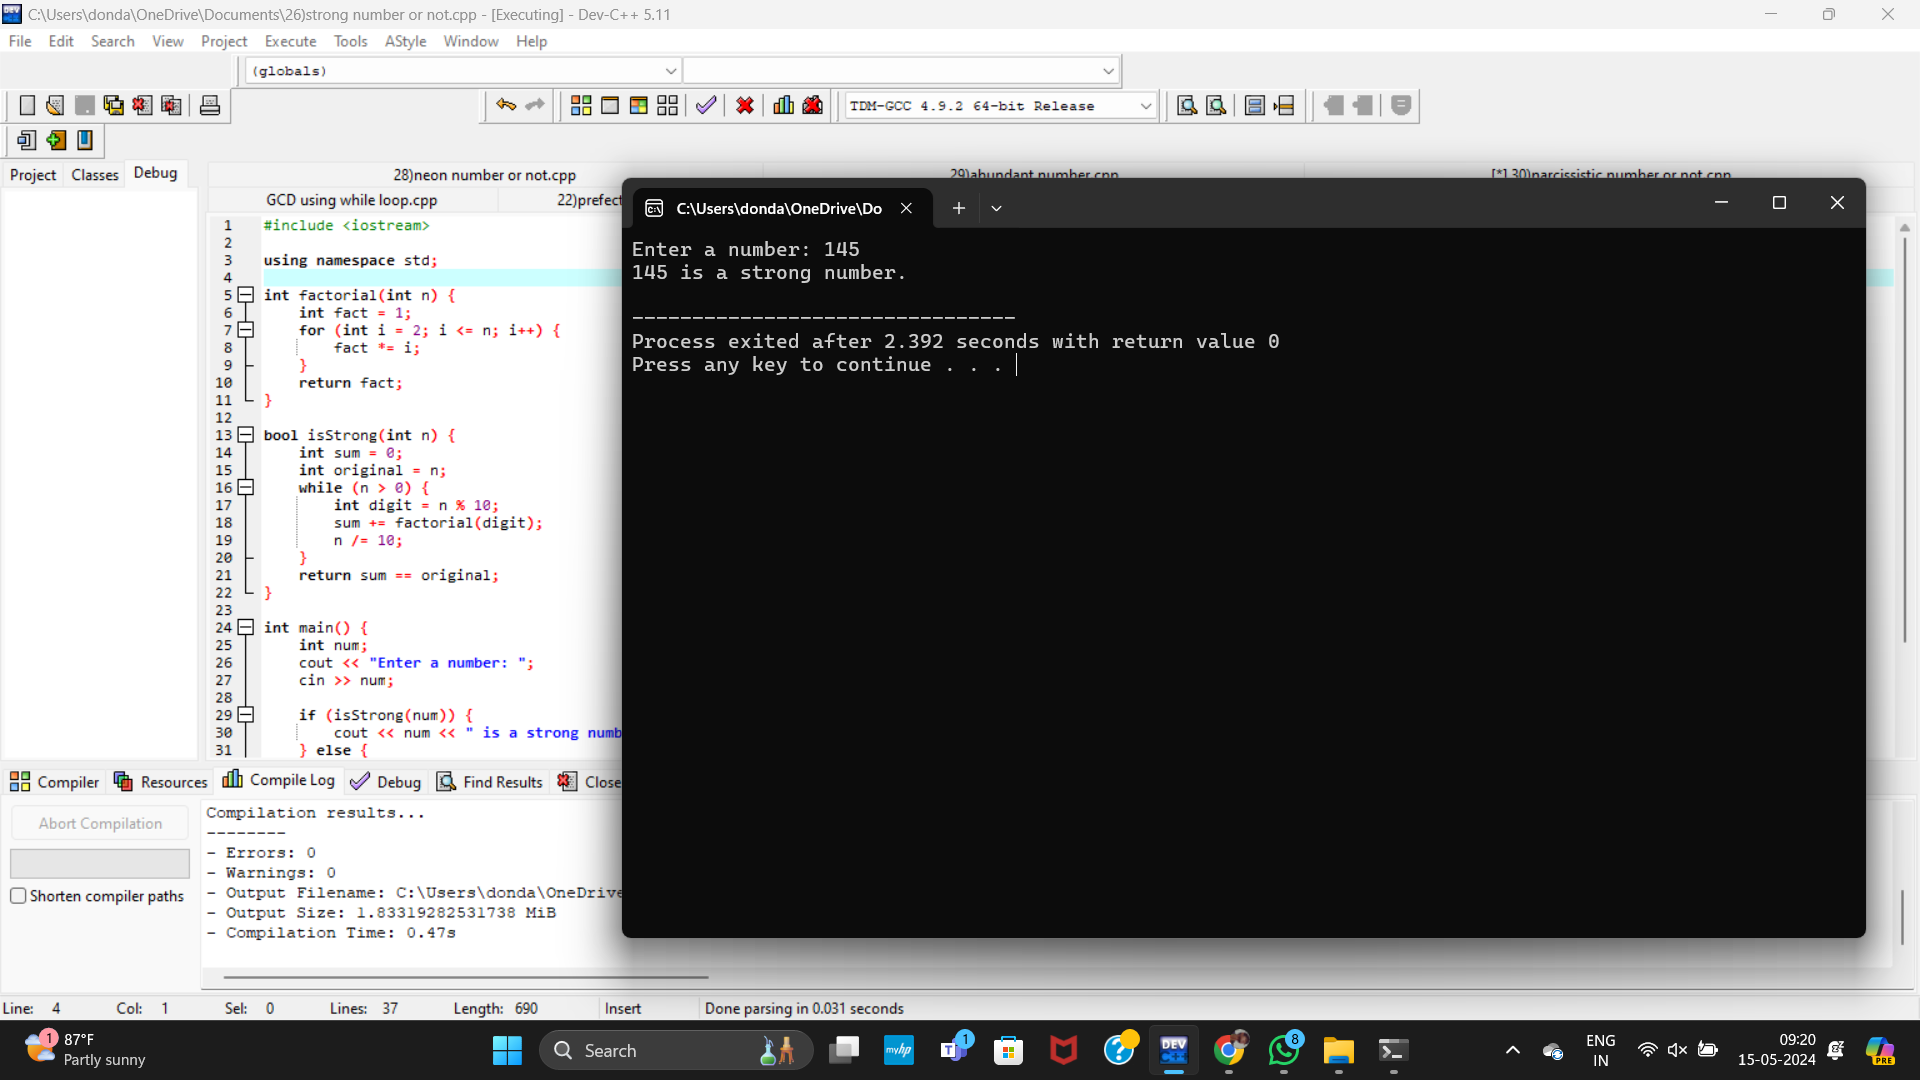 C:\Users\donda\OneDrive\Documents\26)strong number or not.cpp - [Executing] - Dev-C++ 5.11
File Edit Search View Project Execute Tools AStyle Window Help
(globals)
TDM-GCC 4.9.2 64-bit Release
Project Classes Debug
28)neon number or not.cpp 29)abundant number.cpp [*] 30)narcissistic number or not.cpp
GCD using while loop.cpp 22)prefect
1 #include <iostream>
2
3 using namespace std;
4
5 int factorial(int n) {
6 int fact = 1;
7 for (int i = 2; i <= n; i++) {
8 fact *= i;
9 }
10 return fact;
11 }
12
13 bool isStrong(int n) {
14 int sum = 0;
15 int original = n;
16 while (n > 0) {
17 int digit = n % 10;
18 sum += factorial(digit);
19 n /= 10;
20 }
21 return sum == original;
22 }
23
24 int main() {
25 int num;
26 cout << "Enter a number: ";
27 cin >> num;
28
29 if (isStrong(num)) {
30 cout << num << " is a strong numb
31 } else {
C:\Users\donda\OneDrive\Do
Enter a number: 145
145 is a strong number.
--------------------------------
Process exited after 2.392 seconds with return value 0
Press any key to continue . . .
Compiler Resources Compile Log Debug Find Results Close
Abort Compilation
Shorten compiler paths
Compilation results...
--------
- Errors: 0
- Warnings: 0
- Output Filename: C:\Users\donda\OneDrive
- Output Size: 1.83319282531738 MiB
- Compilation Time: 0.47s
Line: 4 Col: 1 Sel: 0 Lines: 37 Length: 690 Insert Done parsing in 0.031 seconds
1
87°F
Partly sunny
Search
myhp
1
DEV
8
ENG
IN
09:20
15-05-2024
PRE